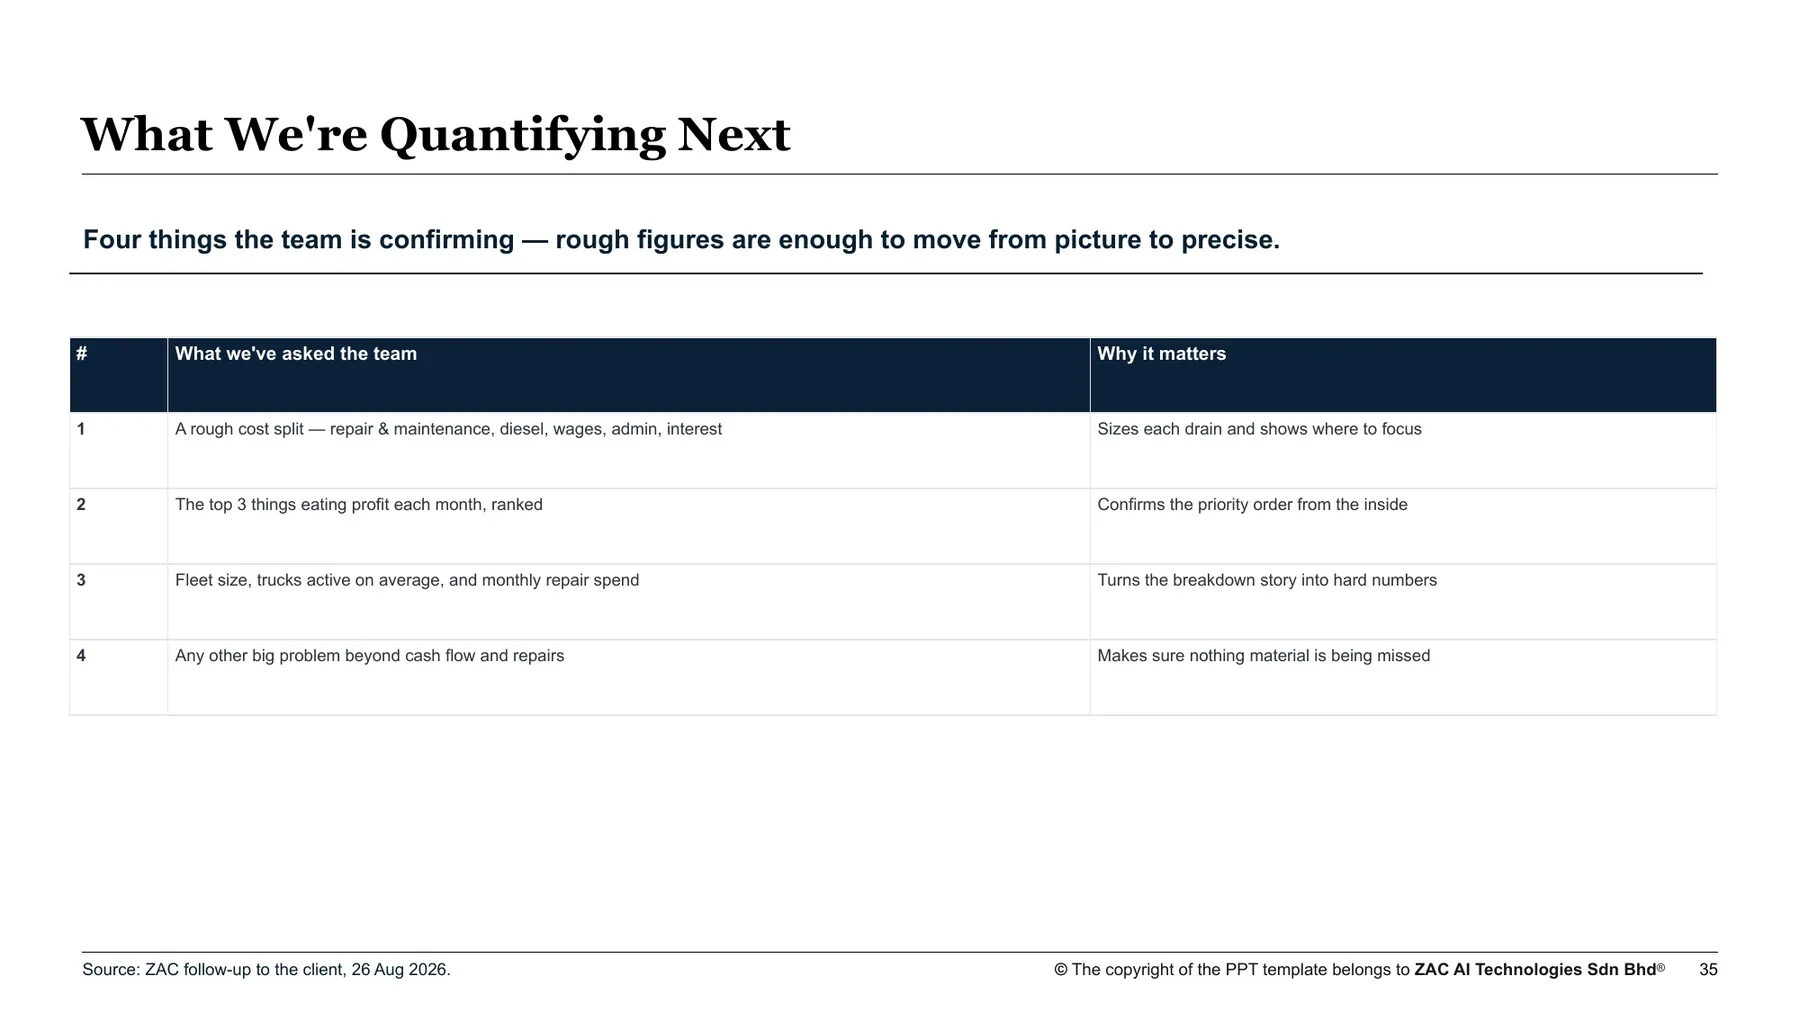 What We're Quantifying Next
Four things the team is confirming — rough figures are enough to move from picture to precise.
# What we've asked the team Why it matters
1 A rough cost split — repair & maintenance, diesel, wages, admin, interest Sizes each drain and shows where to focus
2 The top 3 things eating profit each month, ranked Confirms the priority order from the inside
3 Fleet size, trucks active on average, and monthly repair spend Turns the breakdown story into hard numbers
4 Any other big problem beyond cash flow and repairs Makes sure nothing material is being missed
Source: ZAC follow-up to the client, 26 Aug 2026. © The copyright of the PPT template belongs to ZAC AI Technologies Sdn Bhd® 35